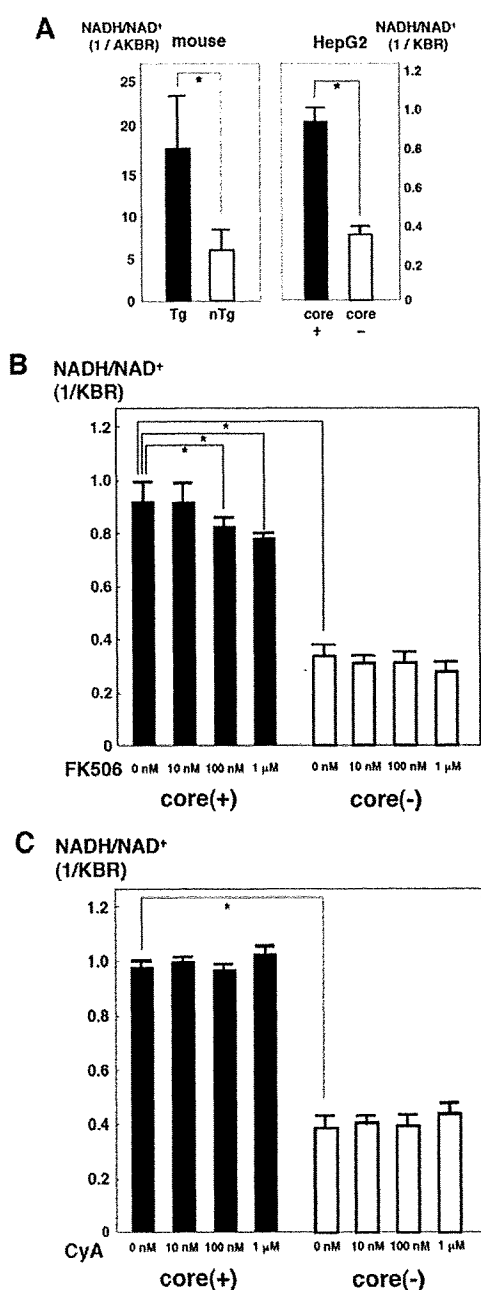 A
NADH/NAD⁺ mouse HepG2 NADH/NAD⁺
(1 / AKBR) (1 / KBR)
25
20
15
10
5
0
* *
1.2
1.0
0.8
0.6
0.4
0.2
0
Tg nTg core core
+ −
B
NADH/NAD⁺
(1/KBR)
1.2
1.0
0.8
0.6
0.4
0.2
0
*
*
*
FK506 0 nM 10 nM 100 nM 1 μM 0 nM 10 nM 100 nM 1 μM
core(+) core(-)
C
NADH/NAD⁺
(1/KBR)
1.2
1.0
0.8
0.6
0.4
0.2
0
*
CyA 0 nM 10 nM 100 nM 1 μM 0 nM 10 nM 100 nM 1 μM
core(+) core(-)